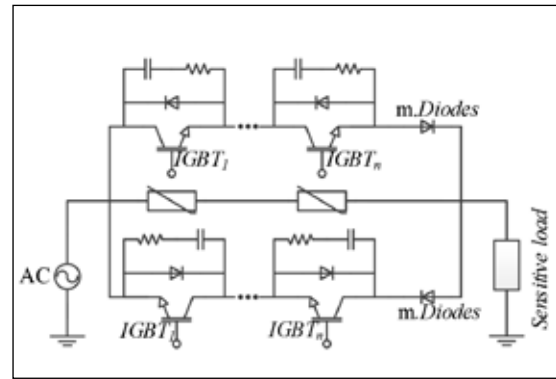 m.Diodes
IGBT1
IGBTn
AC
Sensitive load
m.Diodes
IGBT1
IGBTn